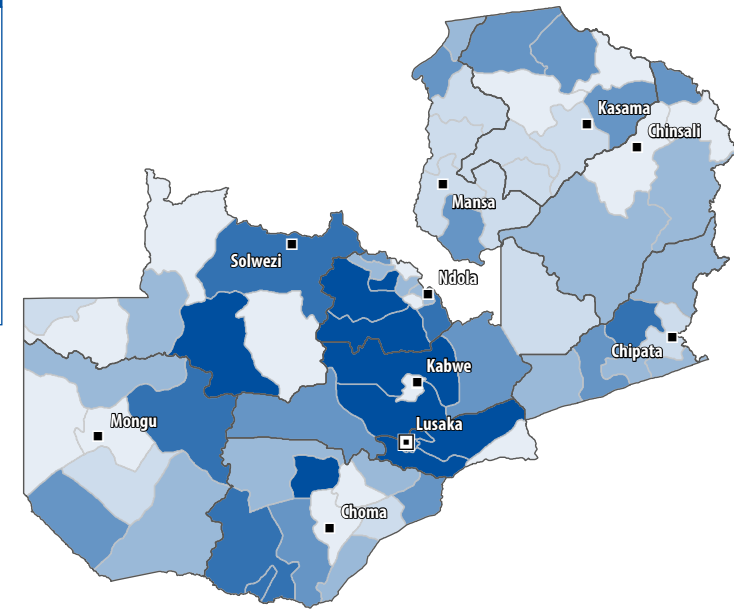 Kasama
Chinsali
Mansa
Solwezi
Ndola
Chipata
Kabwe
Mongu
Lusaka
Choma